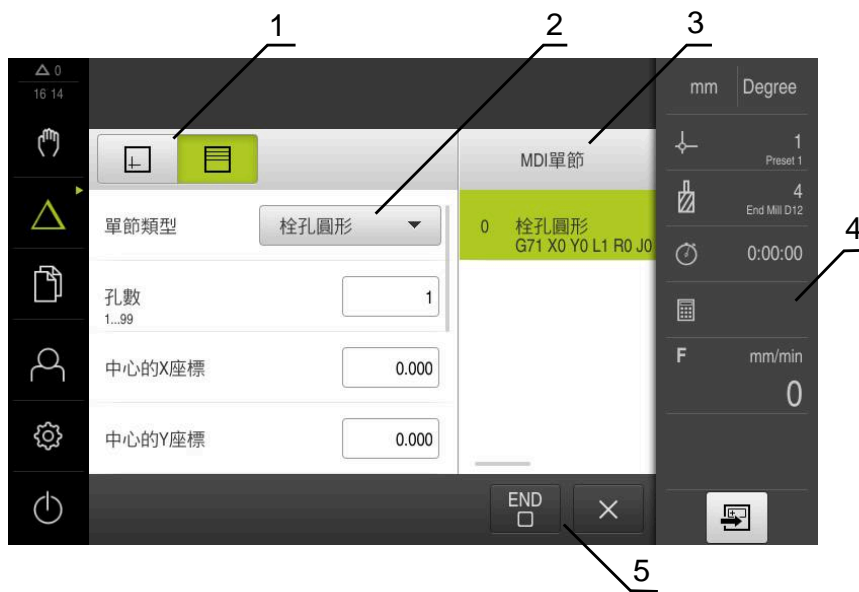 1
2
3
△ 0
16 14
mm
Degree
1
Preset 1
MDI單節
4
End Mill D12
單節類型
栓孔圓形
0
栓孔圓形
G71 X0 Y0 L1 R0 J0
4
0:00:00
孔數
1...99
1
中心的X座標
0.000
F
mm/min
0
中心的Y座標
0.000
END
5